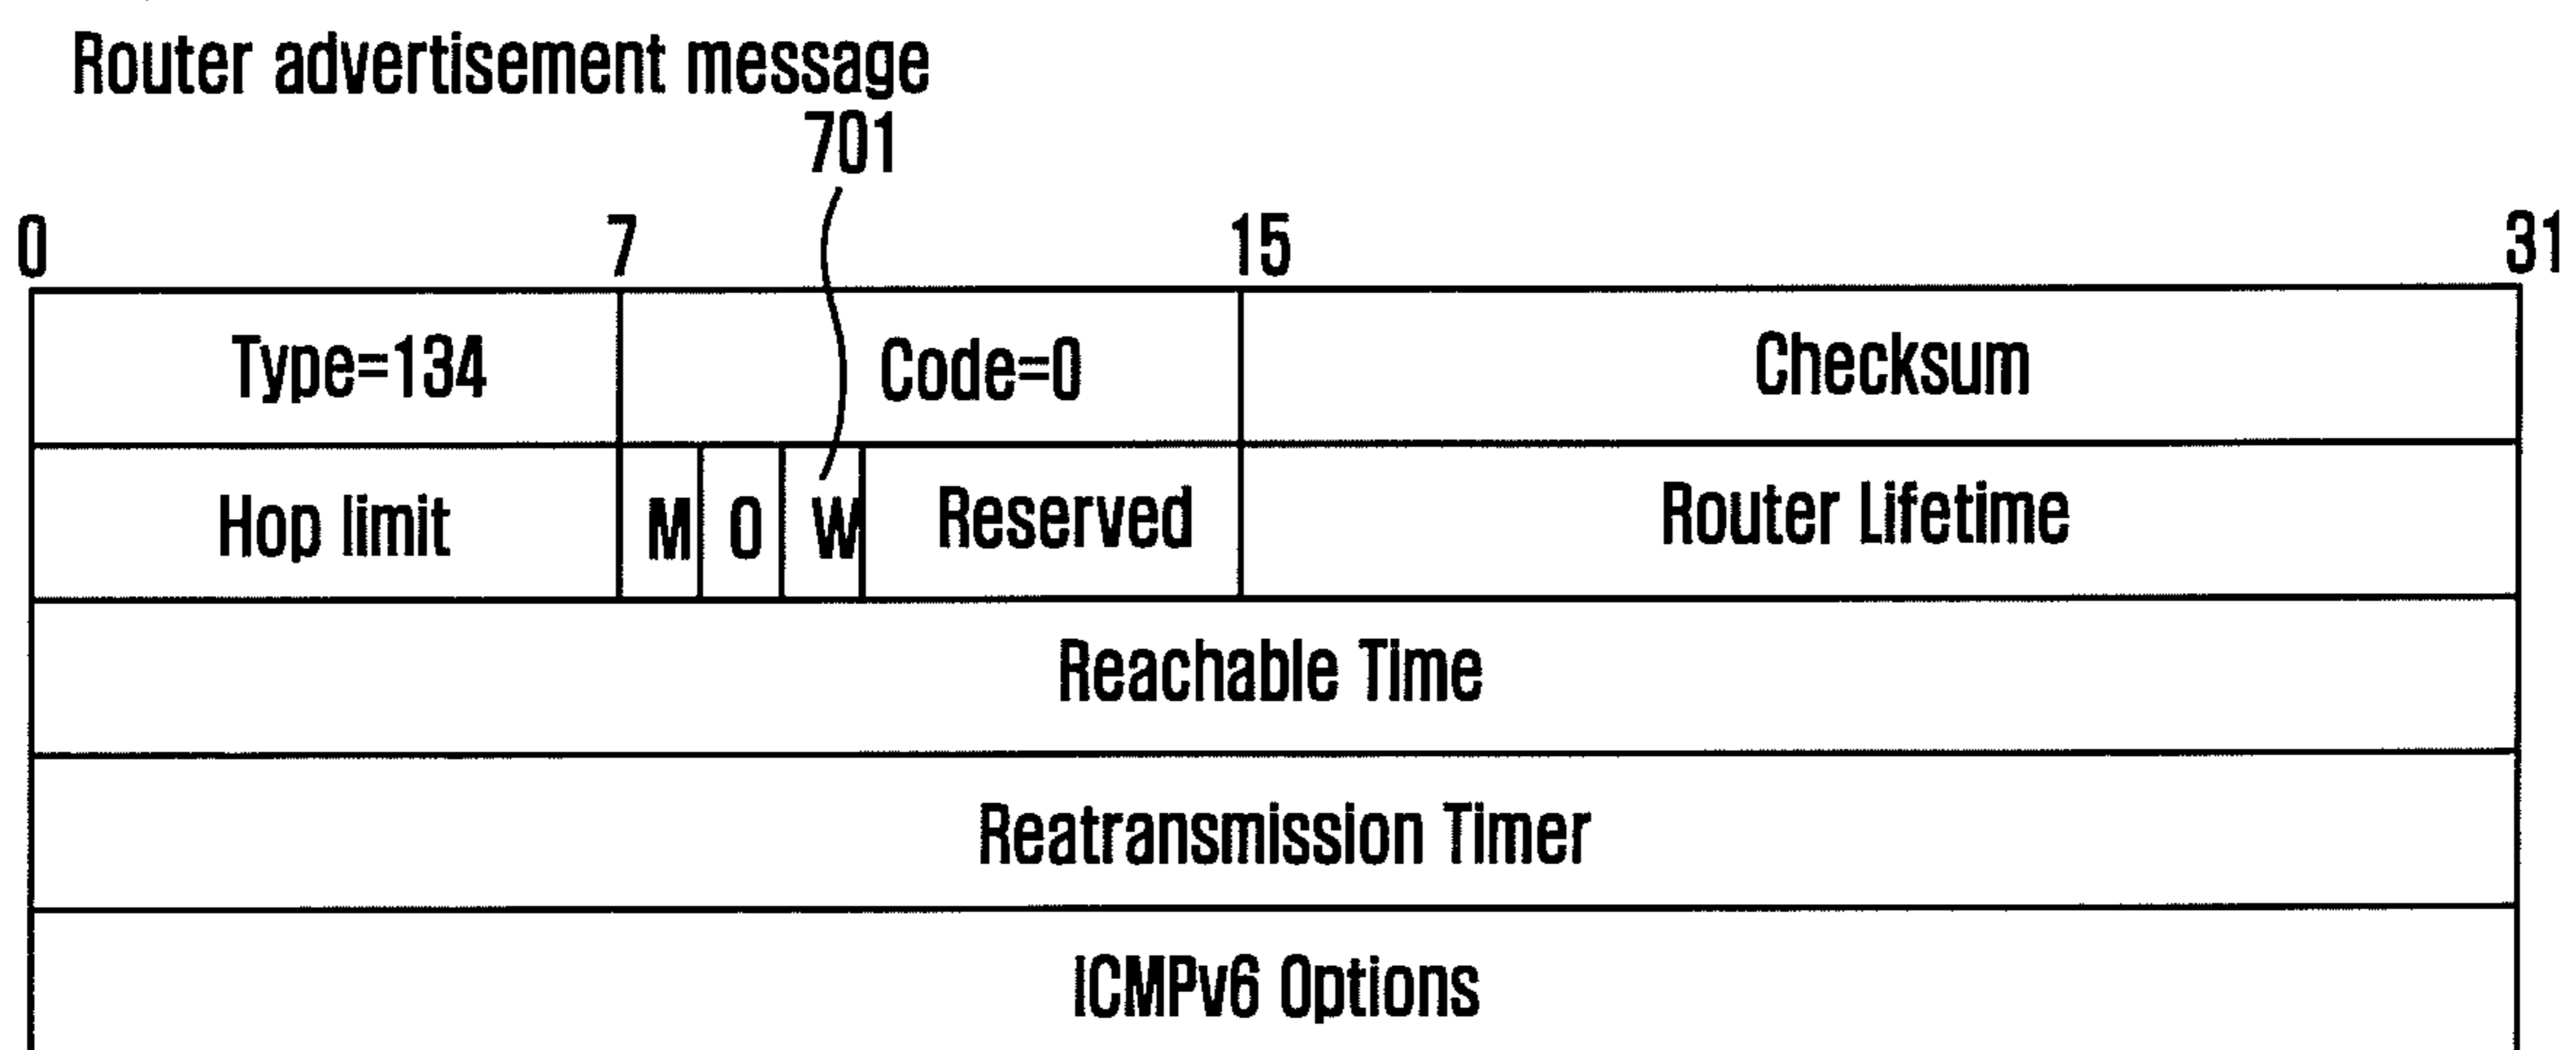 Router advertisement message
701
0 7 15 31
Type=134 Code=0 Checksum
Hop limit M O W Reserved Router Lifetime
Reachable Time
Reatransmission Timer
ICMPv6 Options